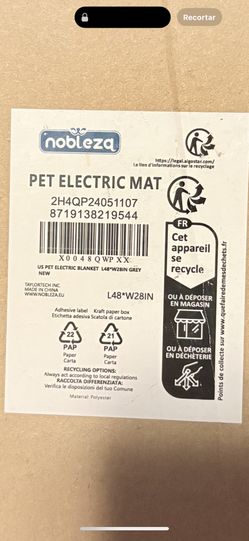 Recortar
nobleza
https://legal.aigostar.com/
Le lien d'informations sur le recyclage
PET ELECTRIC MAT
2H4QP24051107
8719138219544
X0048QWPXX
US PET ELECTRIC BLANKET L48*W28IN GREY
NEW
TAYLORTECH INC.
MADE IN CHINA
WWW.NOBLEZA.EU
L48*W28IN
Adhesive label
Etichetta adesiva
Kraft paper box
Scatola di cartone
22
PAP
Paper
Carta
21
PAP
Paper
Carta
RECYCLING OPTIONS:
Always act according to local regulations
RACCOLTA DIFFERENZIATA:
Verifica le disposizioni del tuo Comune
Material: Polyester
FR
Cet
appareil
se
recycle
OU À DÉPOSER
EN MAGASIN
OU À DÉPOSER
EN DÉCHÈTERIE
Points de collecte sur www.quefairedemesdechets.fr